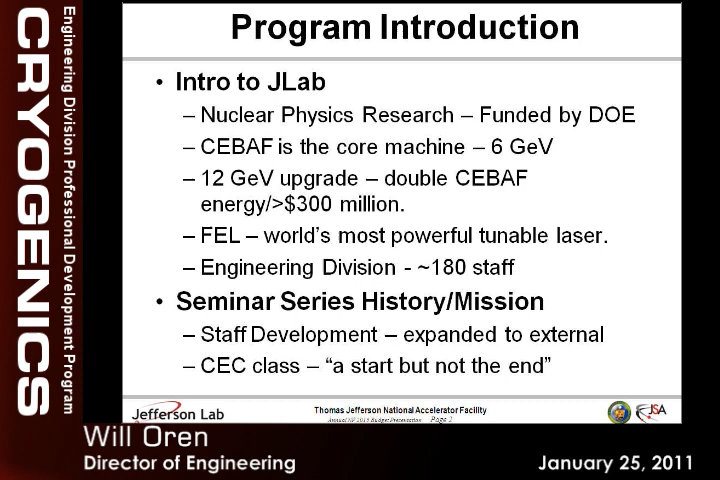 Engineering Division Professional Development Program
CRYOGENICS
Program Introduction
• Intro to JLab
– Nuclear Physics Research – Funded by DOE
– CEBAF is the core machine – 6 GeV
– 12 GeV upgrade – double CEBAF
energy/>$300 million.
– FEL – world’s most powerful tunable laser.
– Engineering Division - ~180 staff
• Seminar Series History/Mission
– Staff Development – expanded to external
– CEC class – “a start but not the end”
Jefferson Lab
Thomas Jefferson National Accelerator Facility
Page 2
JSA
Will Oren
Director of Engineering
January 25, 2011